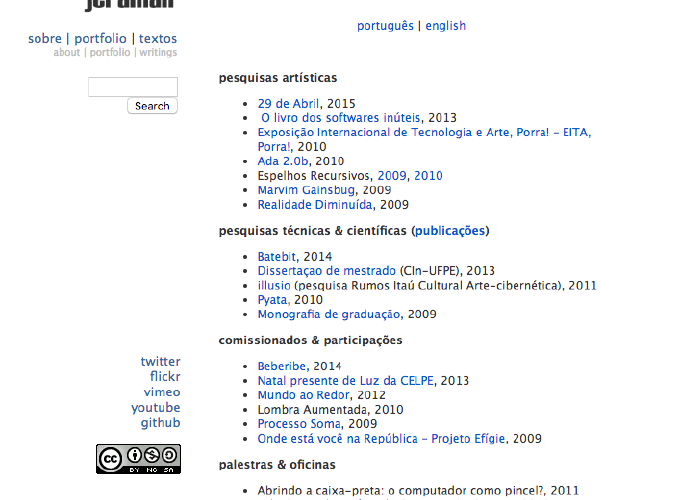 jeraman
sobre | portfolio | textos
about | portfolio | writings
Search
twitter
flickr
vimeo
youtube
github
cc BY NC SA
português | english
pesquisas artísticas
29 de Abril, 2015
O livro dos softwares inúteis, 2013
Exposição Internacional de Tecnologia e Arte, Porra! - EITA,
Porra!, 2010
Ada 2.0b, 2010
Espelhos Recursivos, 2009, 2010
Marvim Gainsbug, 2009
Realidade Diminuída, 2009
pesquisas técnicas & científicas (publicações)
Batebit, 2014
Dissertaçao de mestrado (CIn-UFPE), 2013
illusio (pesquisa Rumos Itaú Cultural Arte-cibernética), 2011
Pyata, 2010
Monografia de graduação, 2009
comissionados & participações
Beberibe, 2014
Natal presente de Luz da CELPE, 2013
Mundo ao Redor, 2012
Lombra Aumentada, 2010
Processo Soma, 2009
Onde está você na República - Projeto Efígie, 2009
palestras & oficinas
Abrindo a caixa-preta: o computador como pincel?, 2011